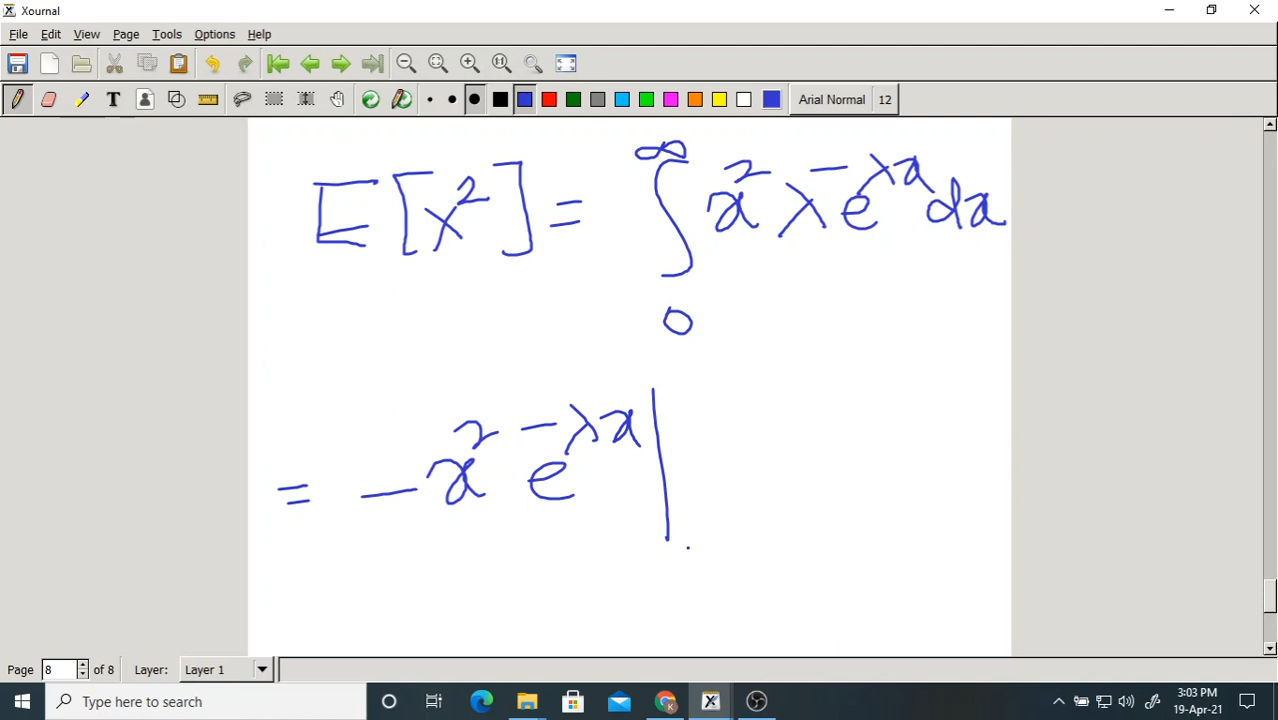 Xournal
File Edit View Page Tools Options Help
Arial Normal 12
E[X²] = ∫₀^∞ x² λ e^{-λx} dx
= - x² e^{-λx} |
Page 8 of 8 Layer: Layer 1
Type here to search
3:03 PM
19-Apr-21